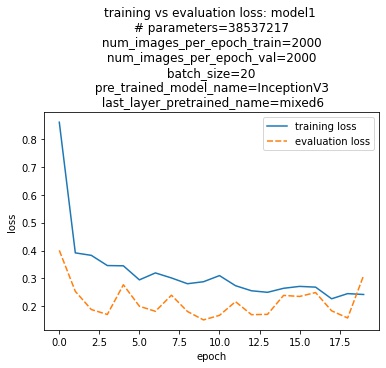 training vs evaluation loss: model1
# parameters=38537217
num_images_per_epoch_train=2000
num_images_per_epoch_val=2000
batch_size=20
pre_trained_model_name=InceptionV3
last_layer_pretrained_name=mixed6
training loss
evaluation loss
0.8
0.7
0.6
0.5
0.4
0.3
0.2
loss
0.0 2.5 5.0 7.5 10.0 12.5 15.0 17.5
epoch